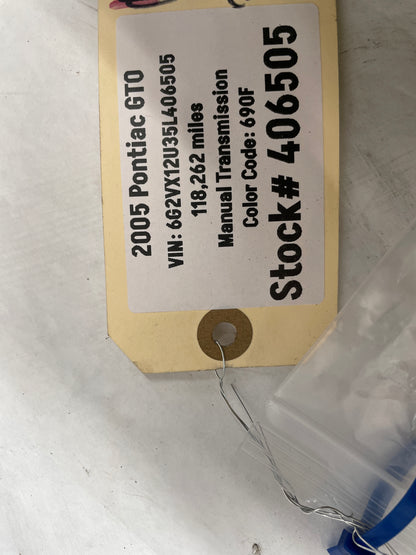 2005 Pontiac GTO
VIN: 6G2VX12U35L406505
118,262 miles
Manual Transmission
Color Code: 690F
Stock# 406505